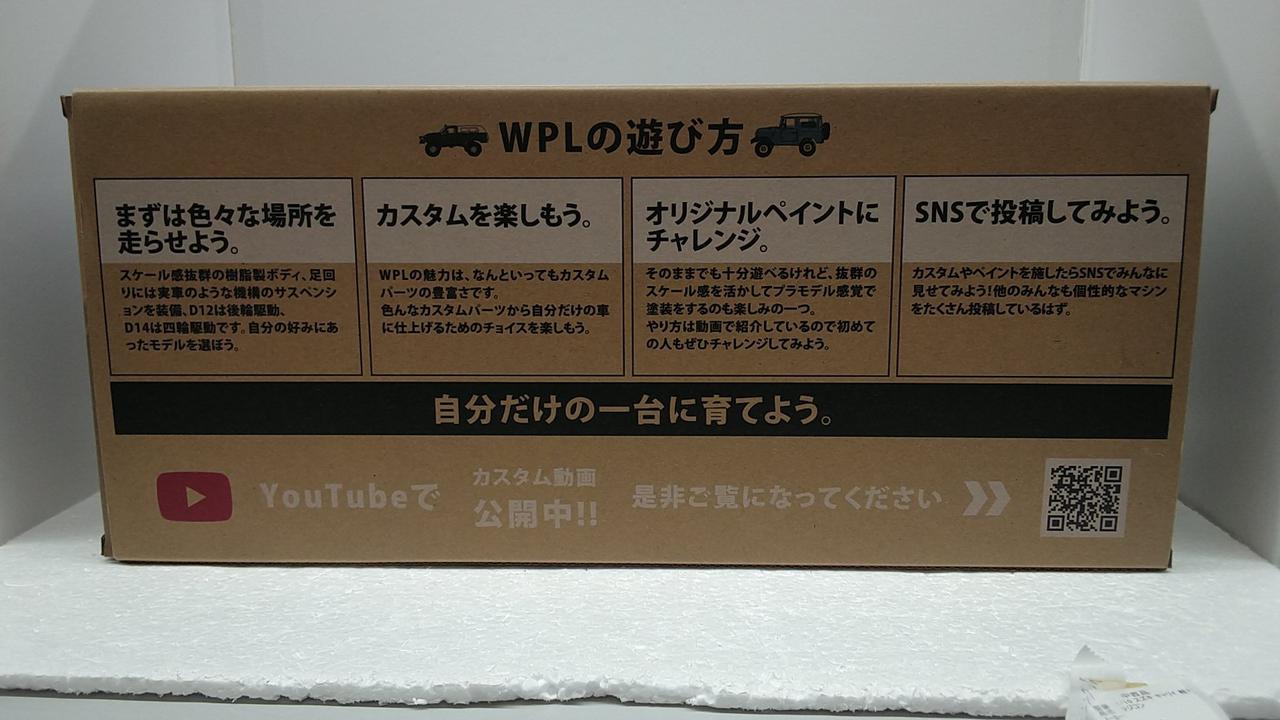 WPLの遊び方
まずは色々な場所を
走らせよう。
スケール感抜群の樹脂製ボディ、足回
りには実車のような機構のサスペンシ
ョンを装備、D12は後輪駆動、
D14は四輪駆動です。自分の好みにあ
ったモデルを選ぼう。
カスタムを楽しもう。
WPLの魅力は、なんといってもカスタム
パーツの豊富さです。
色んなカスタムパーツから自分だけの車
に仕上げるためのチョイスを楽しもう。
オリジナルペイントに
チャレンジ。
そのままでも十分遊べるけれど、抜群の
スケール感を活かしてプラモデル感覚で
塗装をするのも楽しみの一つ。
やり方は動画で紹介しているので初めて
の人もぜひチャレンジしてみよう。
SNSで投稿してみよう。
カスタムやペイントを施したらSNSでみんなに
見せてみよう!他のみんなも個性的なマシン
をたくさん投稿しているはず。
自分だけの一台に育てよう。
YouTubeで
カスタム動画
公開中!!
是非ご覧になってください